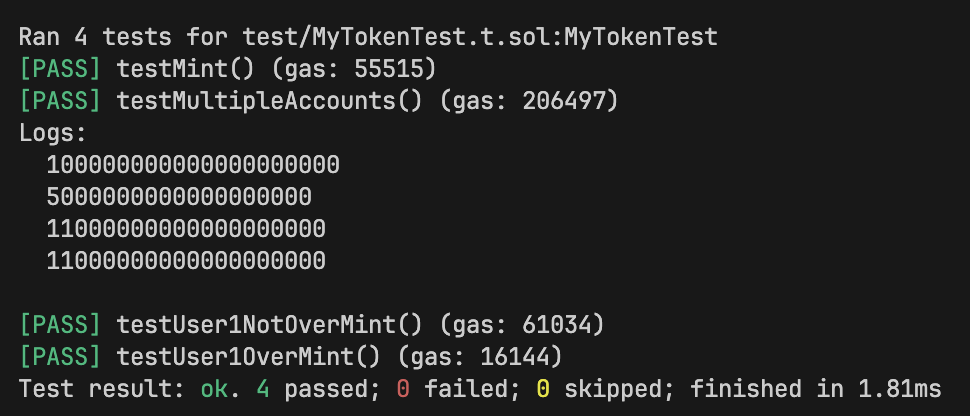 Ran 4 tests for test/MyTokenTest.t.sol:MyTokenTest
[PASS] testMint() (gas: 55515)
[PASS] testMultipleAccounts() (gas: 206497)
Logs:
  100000000000000000000
  5000000000000000000
  11000000000000000000
  11000000000000000000
[PASS] testUser1NotOverMint() (gas: 61034)
[PASS] testUser1OverMint() (gas: 16144)
Test result: ok. 4 passed; 0 failed; 0 skipped; finished in 1.81ms